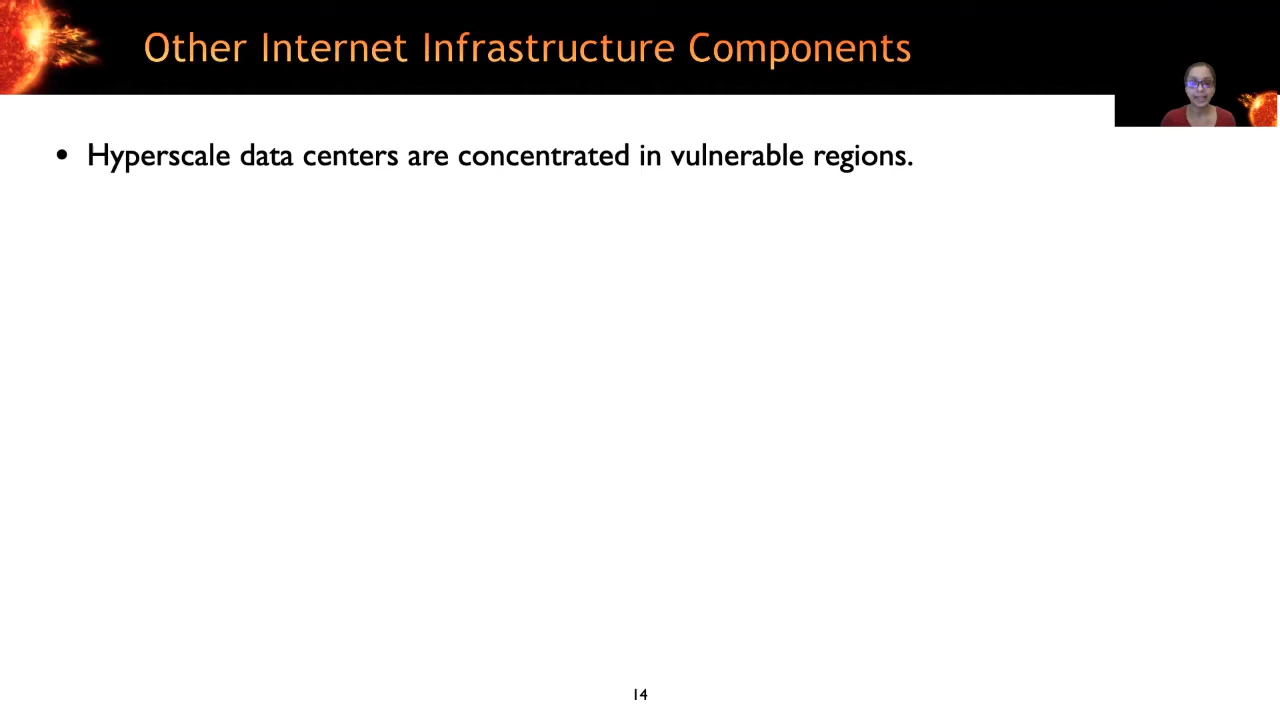 Other Internet Infrastructure Components
• Hyperscale data centers are concentrated in vulnerable regions.
14